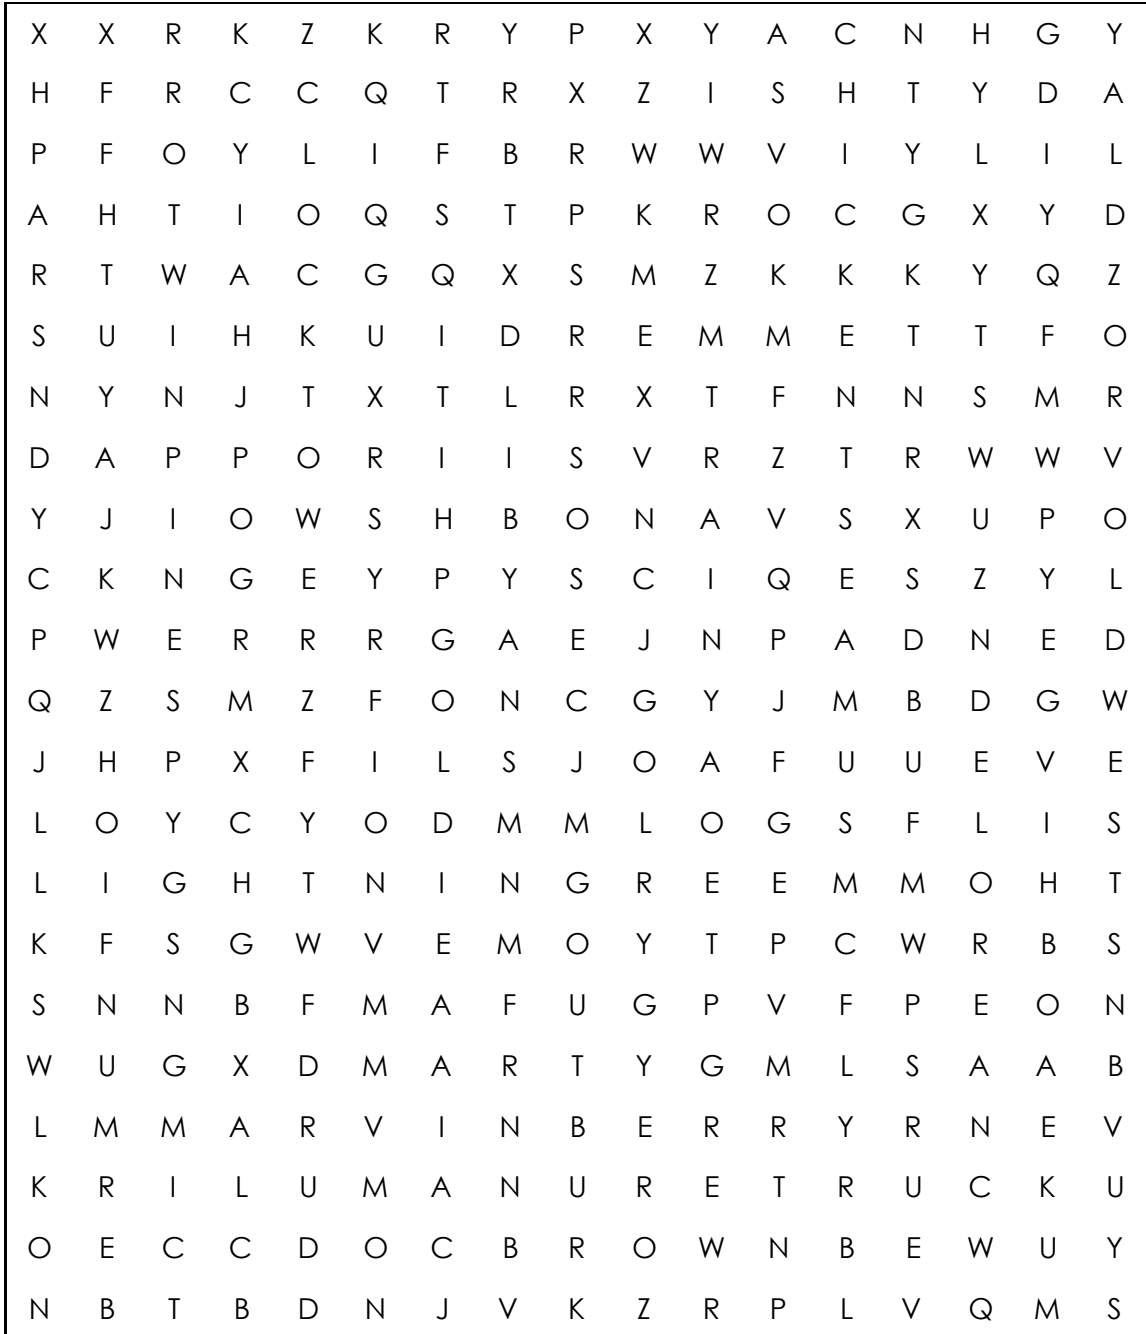 X X R K Z K R Y P X Y A C N H G Y
H F R C C Q T R X Z I S H T Y D A
P F O Y L I F B R W W V I Y L I L
A H T I O Q S T P K R O C G X Y D
R T W A C G Q X S M Z K K K Y Q Z
S U I H K U I D R E M M E T T F O
N Y N J T X T L R X T F N N S M R
D A P P O R I I S V R Z T R W W V
Y J I O W S H B O N A V S X U P O
C K N G E Y P Y S C I Q E S Z Y L
P W E R R R G A E J N P A D N E D
Q Z S M Z F O N C G Y J M B D G W
J H P X F I L S J O A F U U E V E
L O Y C Y O D M M L O G S F L I S
L I G H T N I N G R E E M M O H T
K F S G W V E M O Y T P C W R B S
S N N B F M A F U G P V F P E O N
W U G X D M A R T Y G M L S A A B
L M M A R V I N B E R R Y R N E V
K R I L U M A N U R E T R U C K U
O E C C D O C B R O W N B E W U Y
N B T B D N J V K Z R P L V Q M S